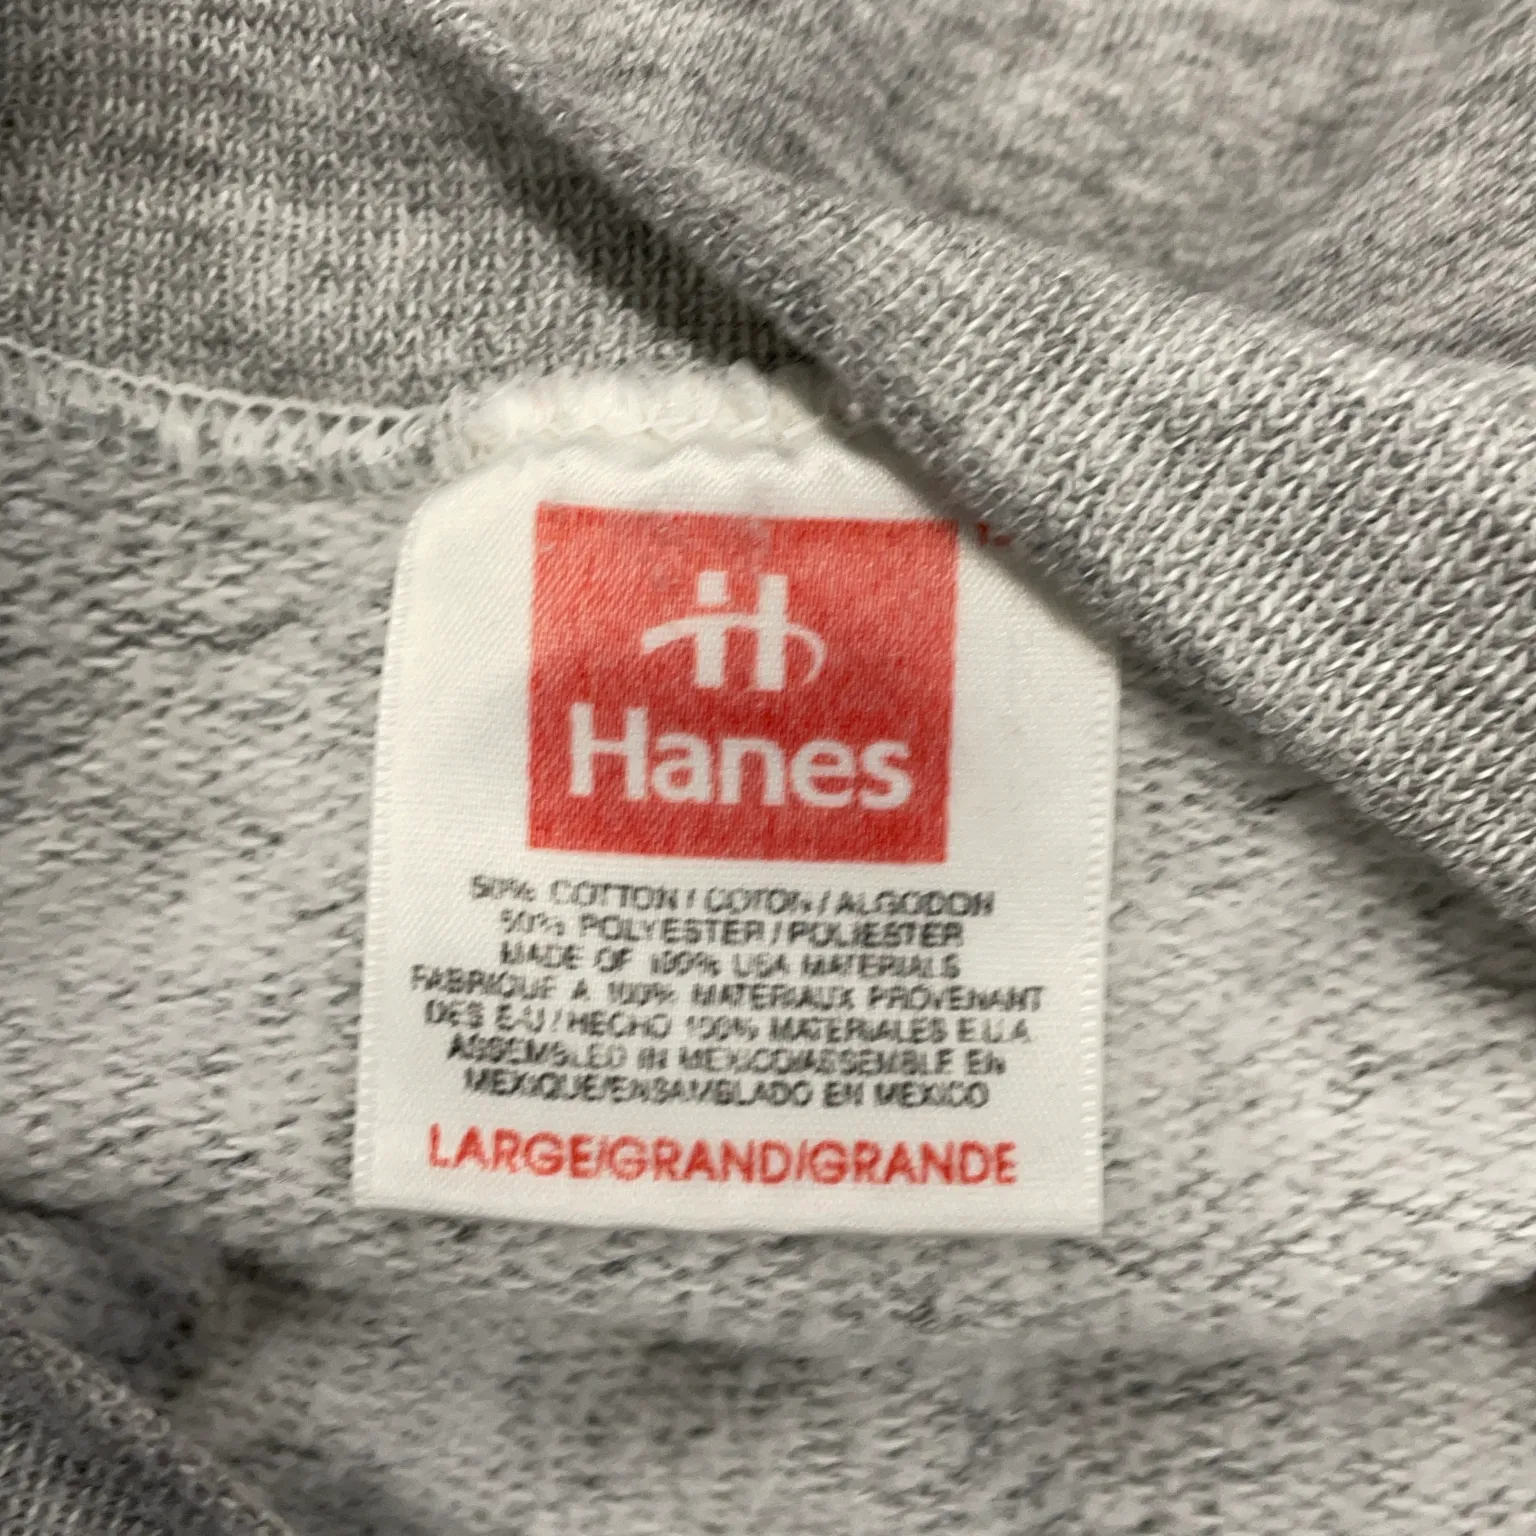 H
Hanes
50% COTTON / COTON / ALGODON
50% POLYESTER / POLIESTER
MADE OF 100% USA MATERIALS
FABRIQUE A 100% MATERIAUX PROVENANT
DES E-U / HECHO 100% MATERIALES E.U.A
ASSEMBLED IN MEXICO/ASSEMBLE EN
MEXIQUE/ENSAMBLADO EN MEXICO
LARGE/GRAND/GRANDE